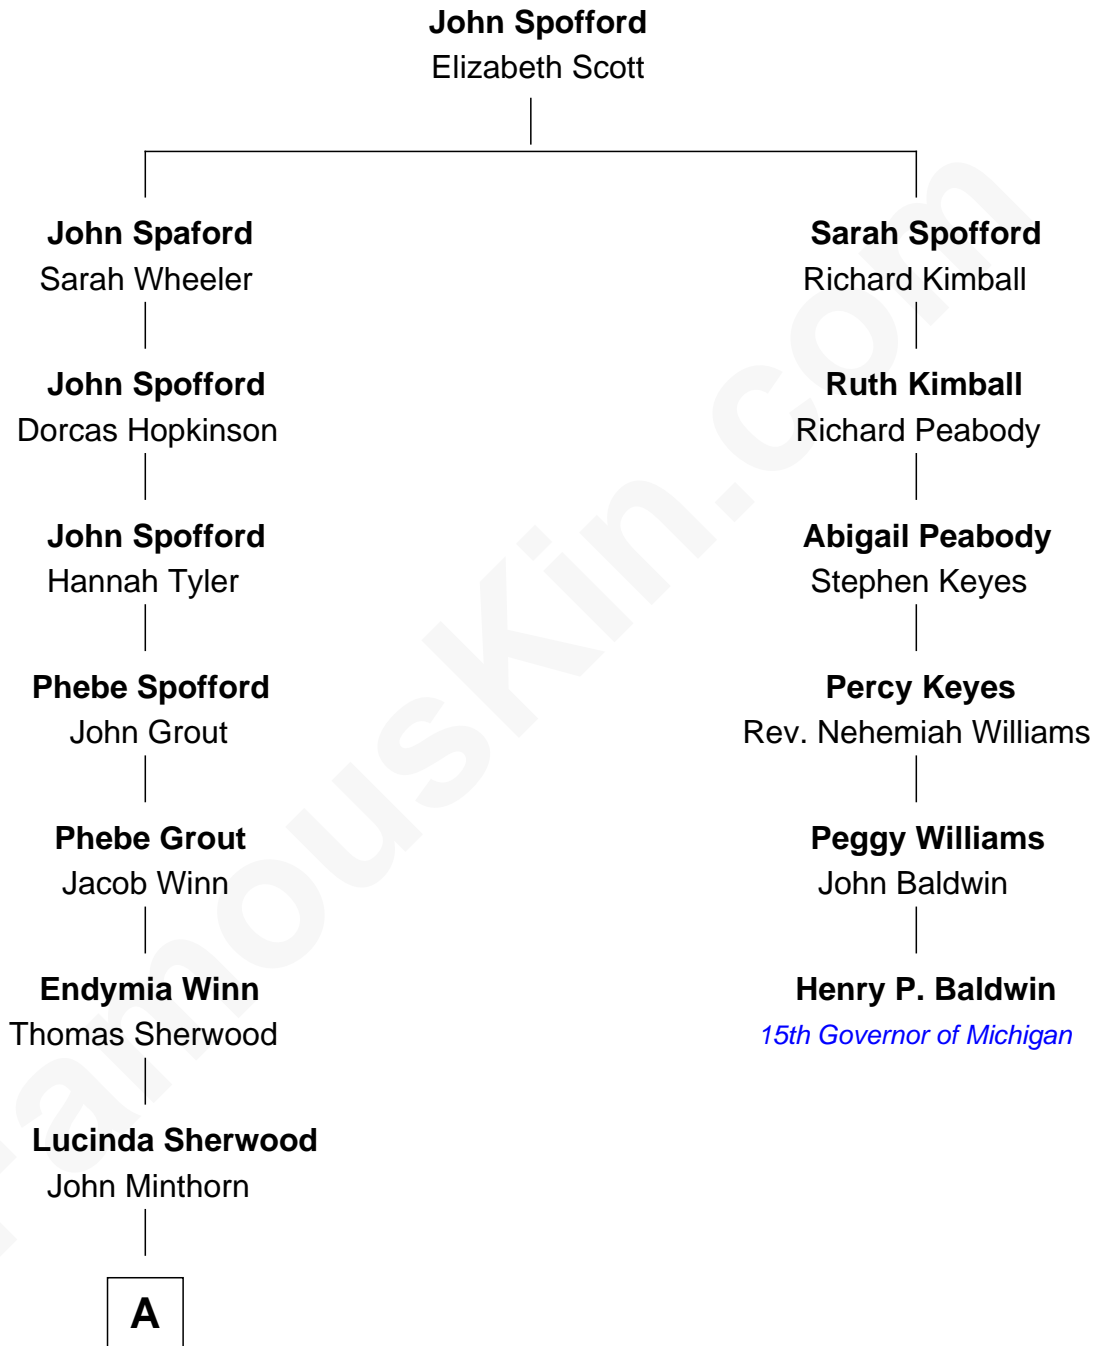 John Spofford
Elizabeth Scott
John Spaford
Sarah Wheeler
Sarah Spofford
Richard Kimball
John Spofford
Dorcas Hopkinson
Ruth Kimball
Richard Peabody
John Spofford
Hannah Tyler
Abigail Peabody
Stephen Keyes
Phebe Spofford
John Grout
Percy Keyes
Rev. Nehemiah Williams
Phebe Grout
Jacob Winn
Peggy Williams
John Baldwin
Endymia Winn
Thomas Sherwood
Henry P. Baldwin
15th Governor of Michigan
Lucinda Sherwood
John Minthorn
A
FamousKin.com